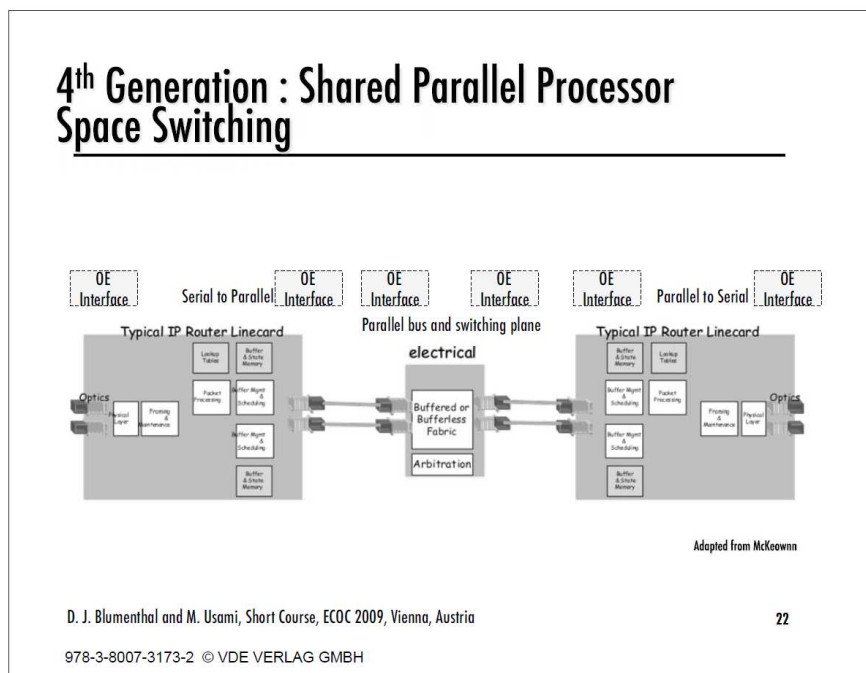 4th Generation : Shared Parallel Processor
Space Switching
OE
Interface
Serial to Parallel
OE
Interface
OE
Interface
Parallel bus and switching plane
OE
Interface
OE
Interface
Parallel to Serial
OE
Interface
Typical IP Router Linecard
Optics
Physical
Layer
Framing
&
Maintenance
Lookup
Tables
Packet
Processing
Buffer
& State
Memory
Buffer Mgmt
&
Scheduling
Buffer Mgmt
&
Scheduling
Buffer
& State
Memory
electrical
Buffered or
Bufferless
Fabric
Arbitration
Typical IP Router Linecard
Buffer
& State
Memory
Lookup
Tables
Buffer Mgmt
&
Scheduling
Packet
Processing
Buffer Mgmt
&
Scheduling
Buffer
& State
Memory
Framing
&
Maintenance
Physical
Layer
Optics
Adapted from McKeownn
D. J. Blumenthal and M. Usami, Short Course, ECOC 2009, Vienna, Austria
22
978-3-8007-3173-2 © VDE VERLAG GMBH